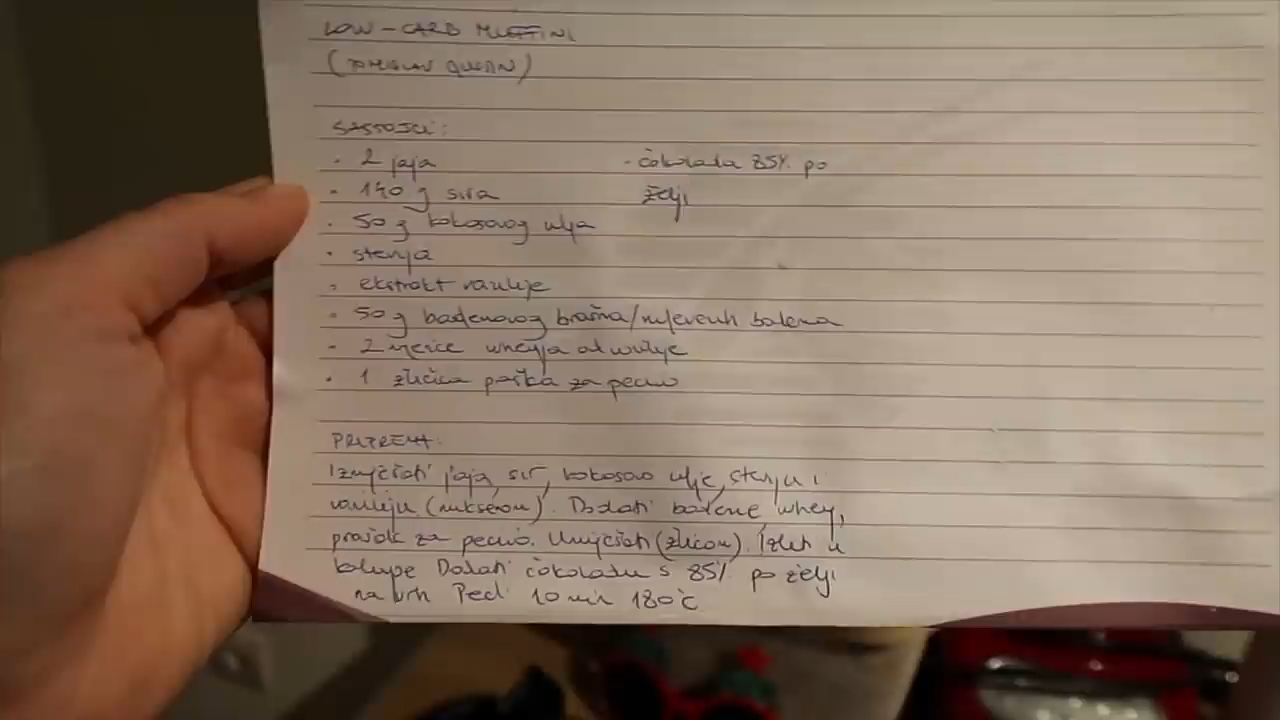 LOW-CARB MUFFINI
(TOMISLAV)
SASTOJCI:
· 2 jaja
- 140 g sira
· 50 g kokosovog ulja
· stevija
· ekstrakt vanilije
· 50 g bademovog brašna/mljevenih badema
- 2 merice wheyja od vanilije
· 1 žličica praška za pecivo
- čokolada 85% po
želji
PRIPREMA:
Izmiješati jaja, sir, kokosovo ulje, steviju i
vaniliju (mikserom). Dodati bademe, whey,
prašak za pecivo. Umiješati (žlicom). Izliti u
kalupe Dodati čokoladu s 85% po želji
na vrh Peći 10 min 180°C